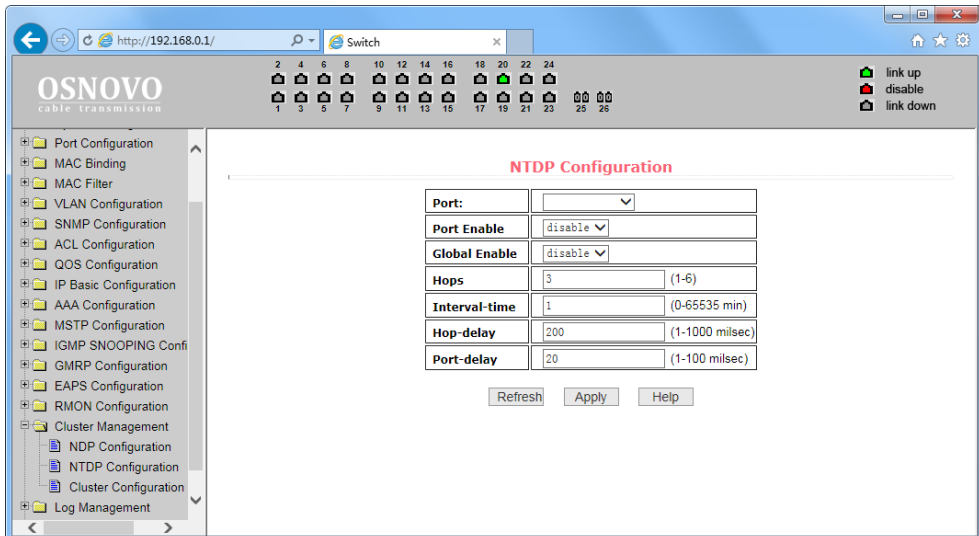 http://192.168.0.1/
Switch
OSNOVO
cable transmission
2 4 6 8 10 12 14 16 18 20 22 24
1 3 5 7 9 11 13 15 17 19 21 23 25 26
link up
disable
link down
Port Configuration
MAC Binding
MAC Filter
VLAN Configuration
SNMP Configuration
ACL Configuration
QOS Configuration
IP Basic Configuration
AAA Configuration
MSTP Configuration
IGMP SNOOPING Confi
GMRP Configuration
EAPS Configuration
RMON Configuration
Cluster Management
NDP Configuration
NTDP Configuration
Cluster Configuration
Log Management
NTDP Configuration
Port:
Port Enable disable
Global Enable disable
Hops 3 (1-6)
Interval-time 1 (0-65535 min)
Hop-delay 200 (1-1000 milsec)
Port-delay 20 (1-100 milsec)
Refresh Apply Help